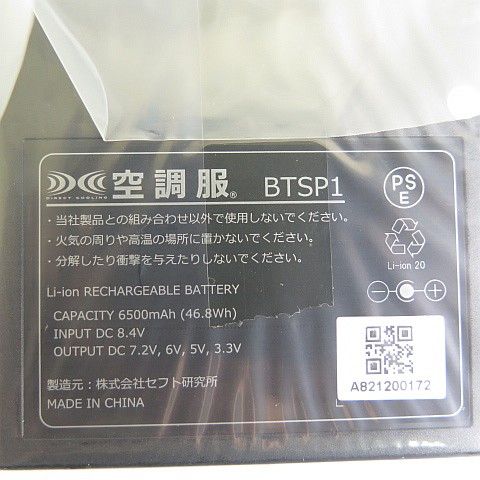 空調服® BTSP1
DIRECT COOLING
PS
E
・当社製品との組み合わせ以外で使用しないでください。
・火気の周りや高温の場所に置かないでください。
・分解したり衝撃を与えたりしないでください。
Li-ion 20
Li-ion RECHARGEABLE BATTERY
CAPACITY 6500mAh (46.8Wh)
INPUT DC 8.4V
OUTPUT DC 7.2V, 6V, 5V, 3.3V
製造元：株式会社セフト研究所
MADE IN CHINA
A821200172